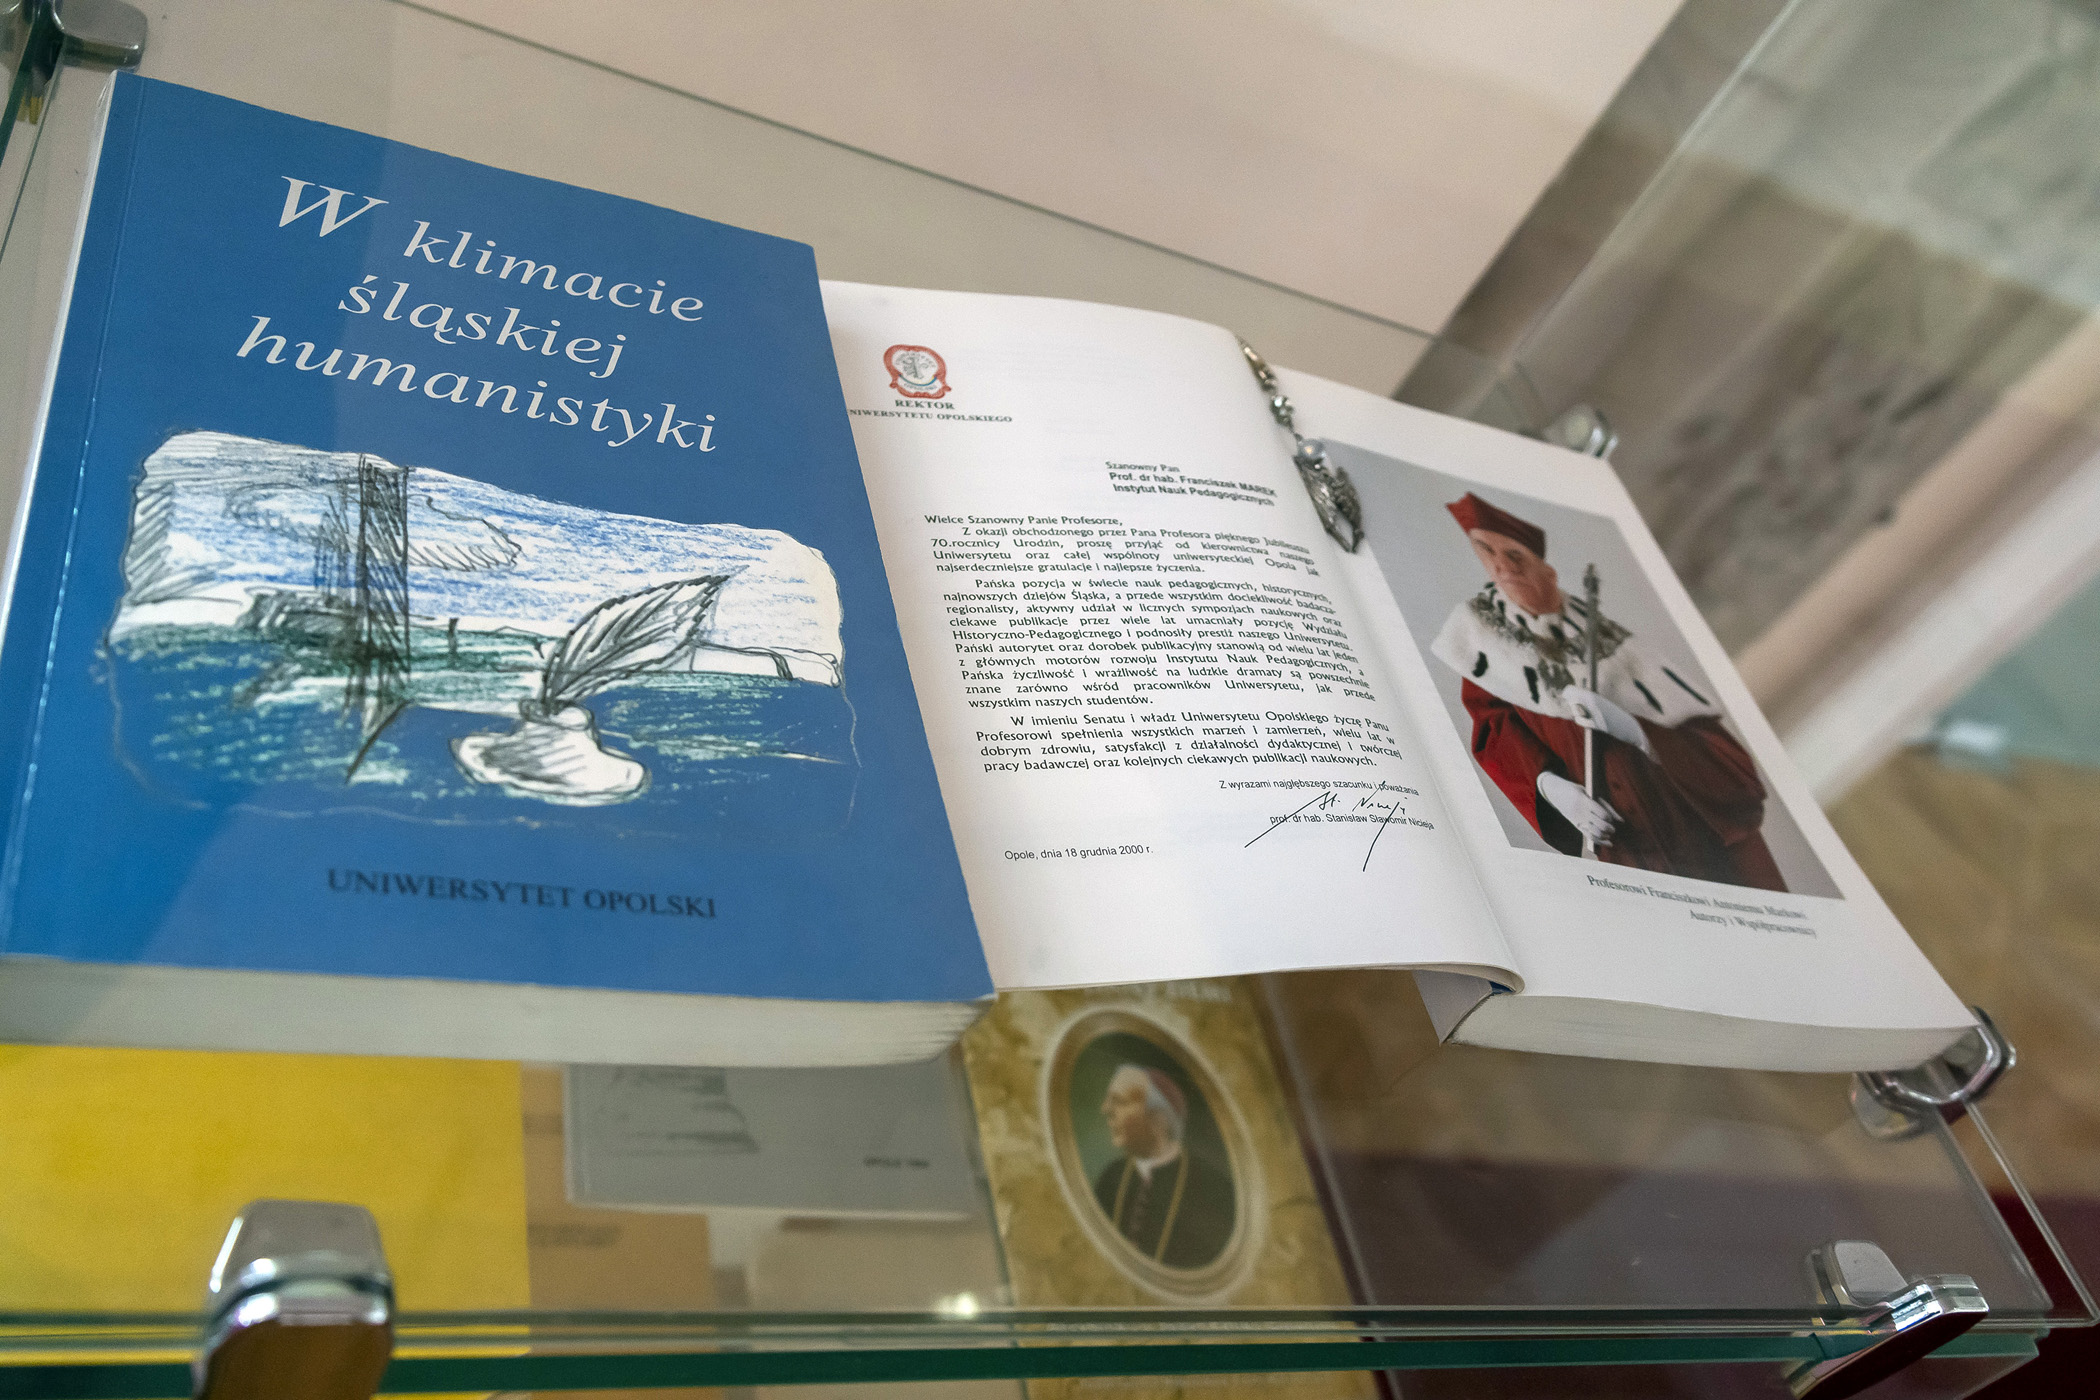 W klimacie
śląskiej
humanistyki
UNIWERSYTET OPOLSKI
REKTOR
NIWERSYTETU OPOLSKIEGO
Szanowny Pan
Prof. dr hab. Franciszek MAREK
Instytut Nauk Pedagogicznych
Wielce Szanowny Panie Profesorze,
Z okazji obchodzonego przez Pana Profesora pięknego Jubileuszu
70.rocznicy Urodzin, proszę przyjąć od kierownictwa naszego
Uniwersytetu oraz całej wspólnoty uniwersyteckiej Opola jak
najserdeczniejsze gratulacje i najlepsze życzenia.
Pańska pozycja w świecie nauk pedagogicznych, historycznych,
najnowszych dziejów Śląska, a przede wszystkim dociekliwość badacza-
regionalisty, aktywny udział w licznych sympozjach naukowych oraz
ciekawe publikacje przez wiele lat umacniały pozycję Wydziału
Historyczno-Pedagogicznego i podnosiły prestiż naszego Uniwersytetu.
Pański autorytet oraz dorobek publikacyjny stanowią od wielu lat jeden
z głównych motorów rozwoju Instytutu Nauk Pedagogicznych, a
Pańska życzliwość i wrażliwość na ludzkie dramaty są powszechnie
znane zarówno wśród pracowników Uniwersytetu, jak przede
wszystkim naszych studentów.
W imieniu Senatu i władz Uniwersytetu Opolskiego życzę Panu
Profesorowi spełnienia wszystkich marzeń i zamierzeń, wielu lat w
dobrym zdrowiu, satysfakcji z działalności dydaktycznej i twórczej
pracy badawczej oraz kolejnych ciekawych publikacji naukowych.
Z wyrazami najgłębszego szacunku i poważania
St. Nicieja
prof. dr hab. Stanisław Sławomir Nicieja
Opole, dnia 18 grudnia 2000 r.
Profesorowi Franciszkowi Antoniemu Markowi
Autorzy i Współpracownicy